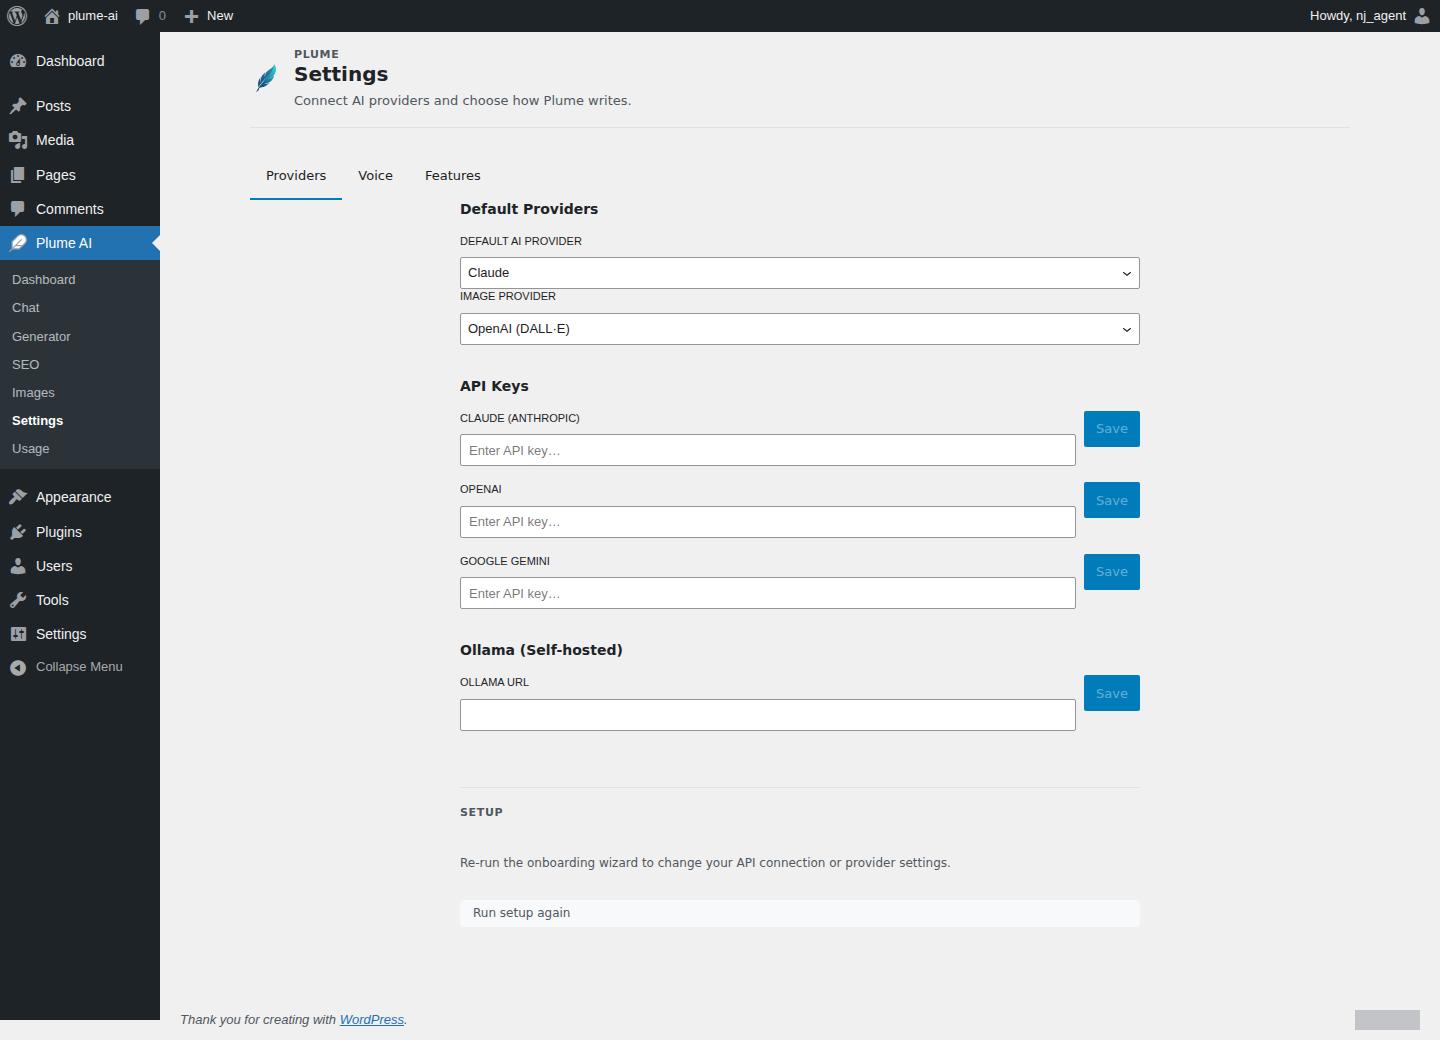 plume-ai
0
New
Howdy, nj_agent
Dashboard
Posts
Media
Pages
Comments
Plume AI
Dashboard
Chat
Generator
SEO
Images
Settings
Usage
Appearance
Plugins
Users
Tools
Settings
Collapse Menu
PLUME
Settings
Connect AI providers and choose how Plume writes.
Providers
Voice
Features
Default Providers
DEFAULT AI PROVIDER
Claude
IMAGE PROVIDER
OpenAI (DALL·E)
API Keys
CLAUDE (ANTHROPIC)
Enter API key…
Save
OPENAI
Enter API key…
Save
GOOGLE GEMINI
Enter API key…
Save
Ollama (Self-hosted)
OLLAMA URL
Save
SETUP
Re-run the onboarding wizard to change your API connection or provider settings.
Run setup again
Thank you for creating with WordPress.